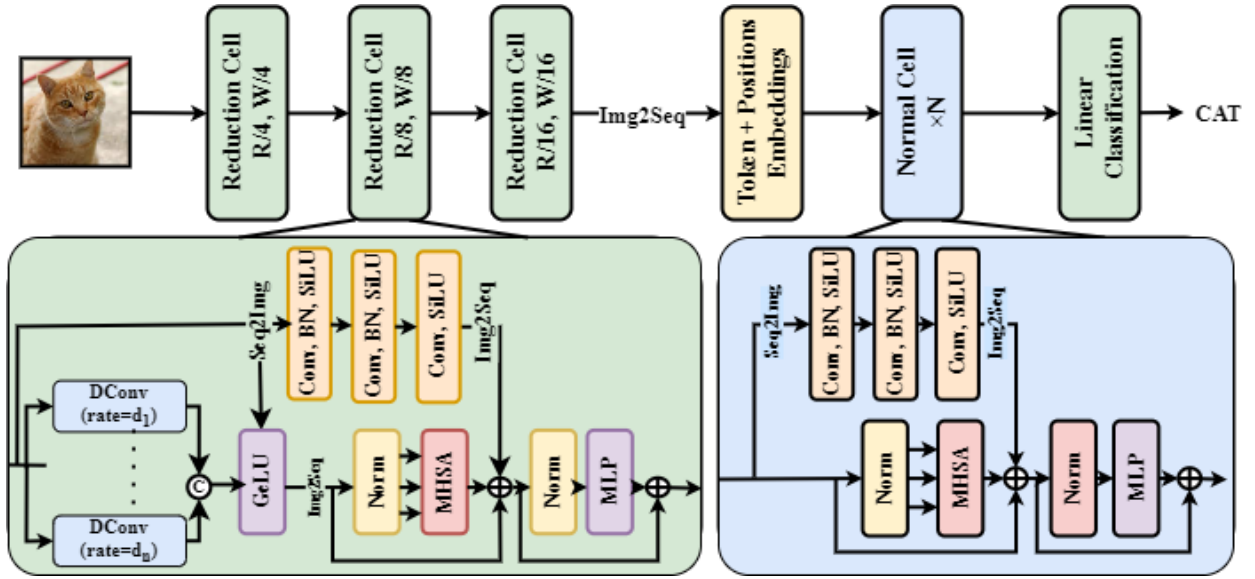 Reduction Cell
R/4, W/4
Reduction Cell
R/8, W/8
Reduction Cell
R/16, W/16
Img2Seq
Token + Positions
Embeddings
Normal Cell
×N
Linear
Classification
CAT
Seq2Img
Conv, BN, SiLU
Conv, BN, SiLU
Conv, SiLU
Img2Seq
DConv
(rate=d1)
DConv
(rate=dn)
C
GeLU
Img2Seq
Norm
MHSA
Norm
MLP
Seq2Img
Conv, BN, SiLU
Conv, BN, SiLU
Conv, SiLU
Img2Seq
Norm
MHSA
Norm
MLP